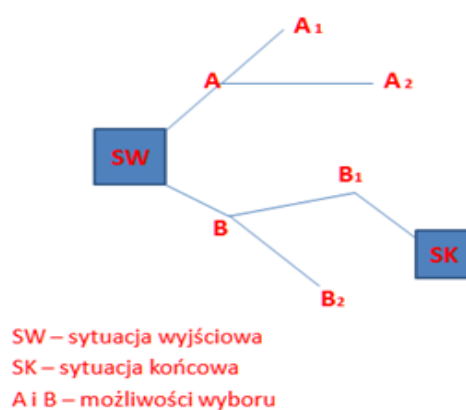 A₁
A
A₂
SW
B₁
B
SK
B₂
SW – sytuacja wyjściowa
SK – sytuacja końcowa
A i B – możliwości wyboru